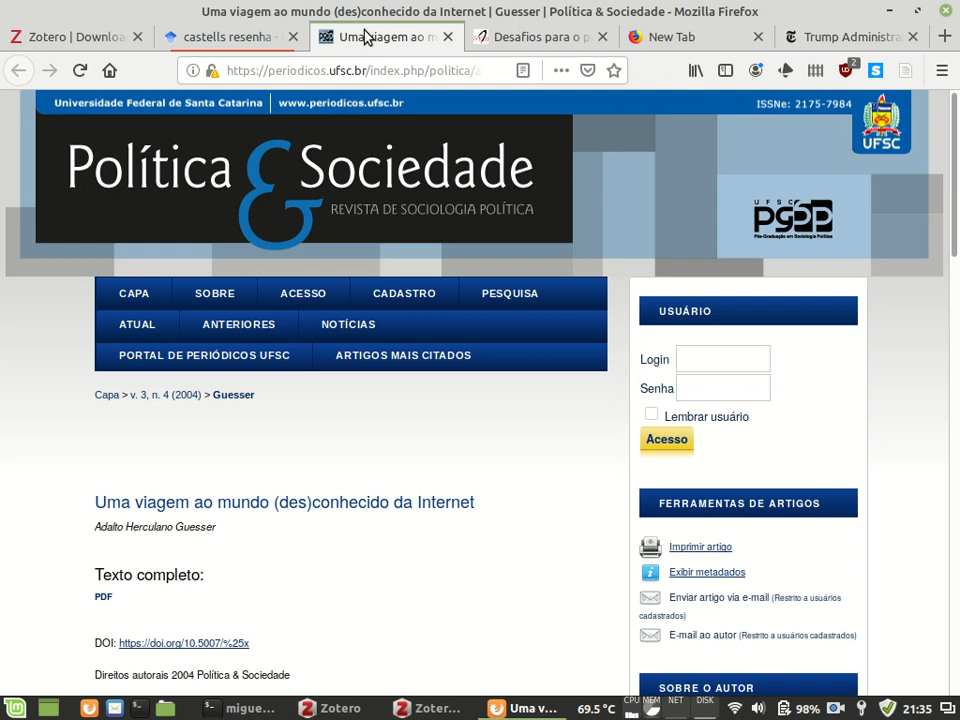 Uma viagem ao mundo (des)conhecido da Internet | Guesser | Política & Sociedade - Mozilla Firefox
Zotero | Downloa
castells resenha -
Uma viagem ao m
Desafios para o p
New Tab
Trump Administra
https://periodicos.ufsc.br/index.php/politica/a
2
Universidade Federal de Santa Catarina | www.periodicos.ufsc.br
ISSNe: 2175-7984
UFSC
Política & Sociedade
REVISTA DE SOCIOLOGIA POLÍTICA
UFSC
Pós-Graduação em Sociologia Política
CAPA SOBRE ACESSO CADASTRO PESQUISA
ATUAL ANTERIORES NOTÍCIAS
PORTAL DE PERIÓDICOS UFSC ARTIGOS MAIS CITADOS
USUÁRIO
Login
Senha
Lembrar usuário
Acesso
Capa > v. 3, n. 4 (2004) > Guesser
Uma viagem ao mundo (des)conhecido da Internet
Adalto Herculano Guesser
Texto completo:
PDF
DOI: https://doi.org/10.5007/%25x
Direitos autorais 2004 Política & Sociedade
FERRAMENTAS DE ARTIGOS
Imprimir artigo
Exibir metadados
Enviar artigo via e-mail (Restrito a usuários
cadastrados)
E-mail ao autor (Restrito a usuários cadastrados)
SOBRE O AUTOR
migue...
Zotero
Zoter...
Uma v...
69.5 °C
CPU MEM NET DISK
98%
21:35